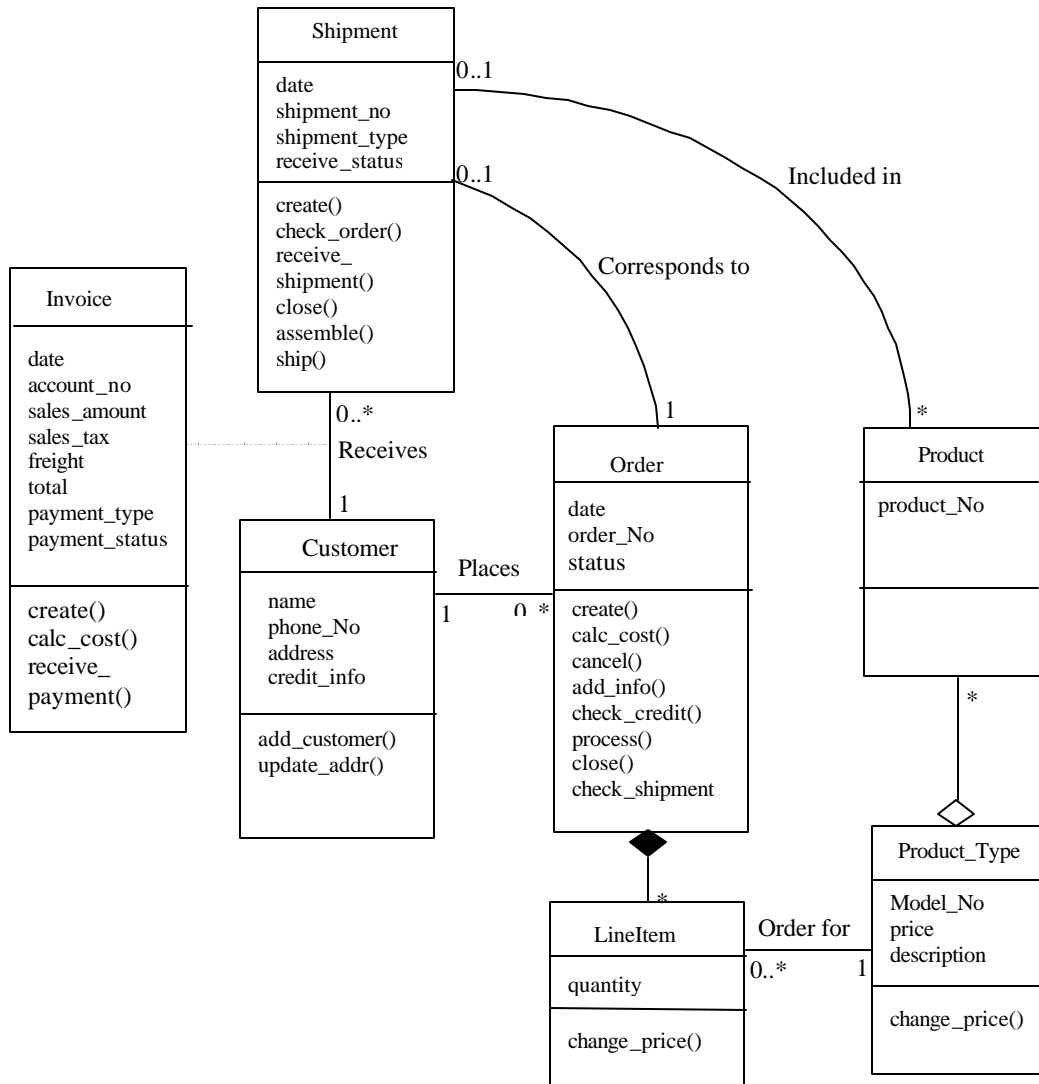 Shipment
date
shipment_no
shipment_type
receive_status
create()
check_order()
receive_
shipment()
close()
assemble()
ship()
0..1
0..1
Included in
Corresponds to
Invoice
date
account_no
sales_amount
sales_tax
freight
total
payment_type
payment_status
create()
calc_cost()
receive_
payment()
0..*
Receives
1
1
*
Customer
name
phone_No
address
credit_info
add_customer()
update_addr()
Places
1
0..*
Order
date
order_No
status
create()
calc_cost()
cancel()
add_info()
check_credit()
process()
close()
check_shipment
Product
product_No
*
*
LineItem
quantity
change_price()
Order for
0..*
1
Product_Type
Model_No
price
description
change_price()